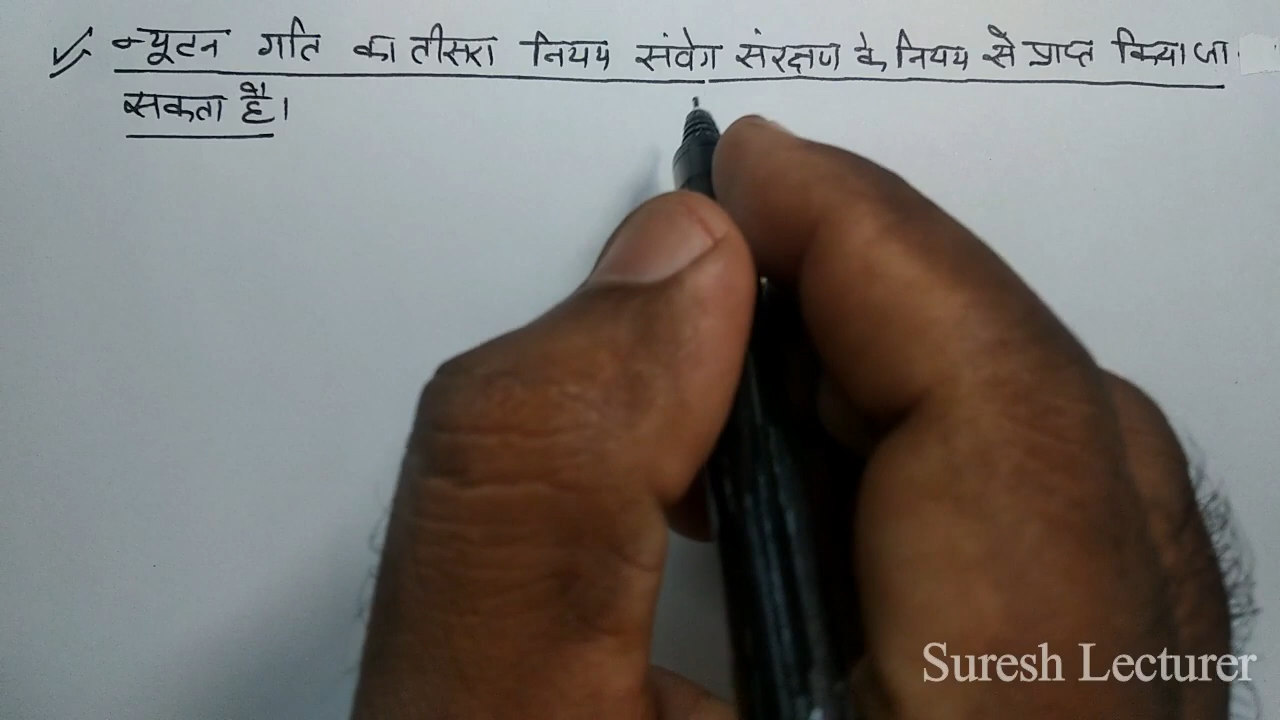 न्यूटन गति का तीसरा नियम संवेग संरक्षण के नियम से प्राप्त किया जा
सकता है।
Suresh Lecturer